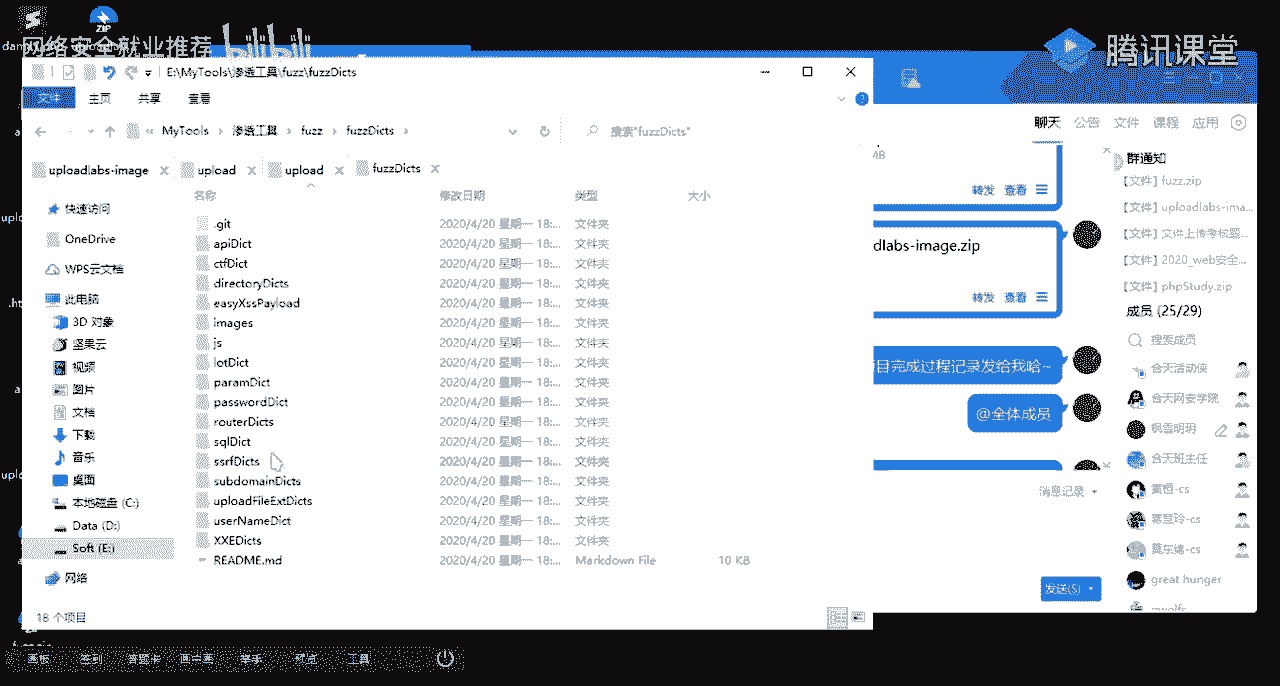 ZIP
网络安全就业推荐
bilibili
腾讯课堂
E:\MyTools\渗透工具\fuzz\fuzzDicts
文件 主页 共享 查看
« MyTools › 渗透工具 › fuzz › fuzzDicts ›
搜索"fuzzDicts"
uploadlabs-image
upload
upload
fuzzDicts
名称 修改日期 类型 大小
.git 2020/4/20 星期一 18:... 文件夹
apiDict 2020/4/20 星期一 18:... 文件夹
ctfDict 2020/4/20 星期一 18:... 文件夹
directoryDicts 2020/4/20 星期一 18:... 文件夹
easyXssPayload 2020/4/20 星期一 18:... 文件夹
images 2020/4/20 星期一 18:... 文件夹
js 2020/4/20 星期一 18:... 文件夹
lotDict 2020/4/20 星期一 18:... 文件夹
paramDict 2020/4/20 星期一 18:... 文件夹
passwordDict 2020/4/20 星期一 18:... 文件夹
routerDicts 2020/4/20 星期一 18:... 文件夹
sqlDict 2020/4/20 星期一 18:... 文件夹
ssrfDicts 2020/4/20 星期一 18:... 文件夹
subdomainDicts 2020/4/20 星期一 18:... 文件夹
uploadFileExtDicts 2020/4/20 星期一 18:... 文件夹
userNameDict 2020/4/20 星期一 18:... 文件夹
XXEDicts 2020/4/20 星期一 18:... 文件夹
README.md 2020/4/20 星期一 18:... Markdown File 10 KB
快速访问
OneDrive
WPS云文档
此电脑
3D 对象
坚果云
视频
图片
文档
下载
音乐
桌面
本地磁盘 (C:)
Data (D:)
Soft (E:)
网络
18 个项目
聊天 公告 文件 课程 应用
MB
转发 查看
dlabs-image.zip
转发 查看
目完成过程记录发给我哈~
@全体成员
消息记录
发送(S)
群通知
[文件] fuzz.zip
[文件] uploadlabs-ima...
[文件] 文件上传考核题...
[文件] 2020_web安全...
[文件] phpStudy.zip
成员 (25/29)
搜索成员
合天活动侠
合天网安学院
枫雪明玥
合天班主任
great hunger
画板 签到 答题卡 画中画 举手 预览 工具